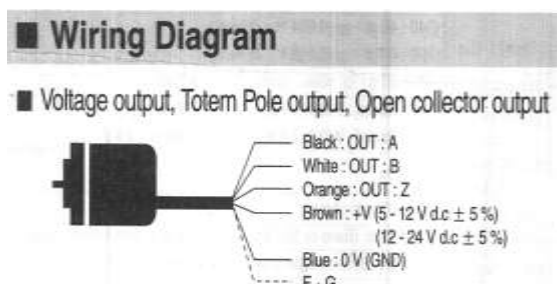 ■ Wiring Diagram
■ Voltage output, Totem Pole output, Open collector output
Black : OUT : A
White : OUT : B
Orange : OUT : Z
Brown : +V (5 - 12 V d.c ± 5 %)
(12 - 24 V d.c ± 5 %)
Blue : 0 V (GND)
F . G